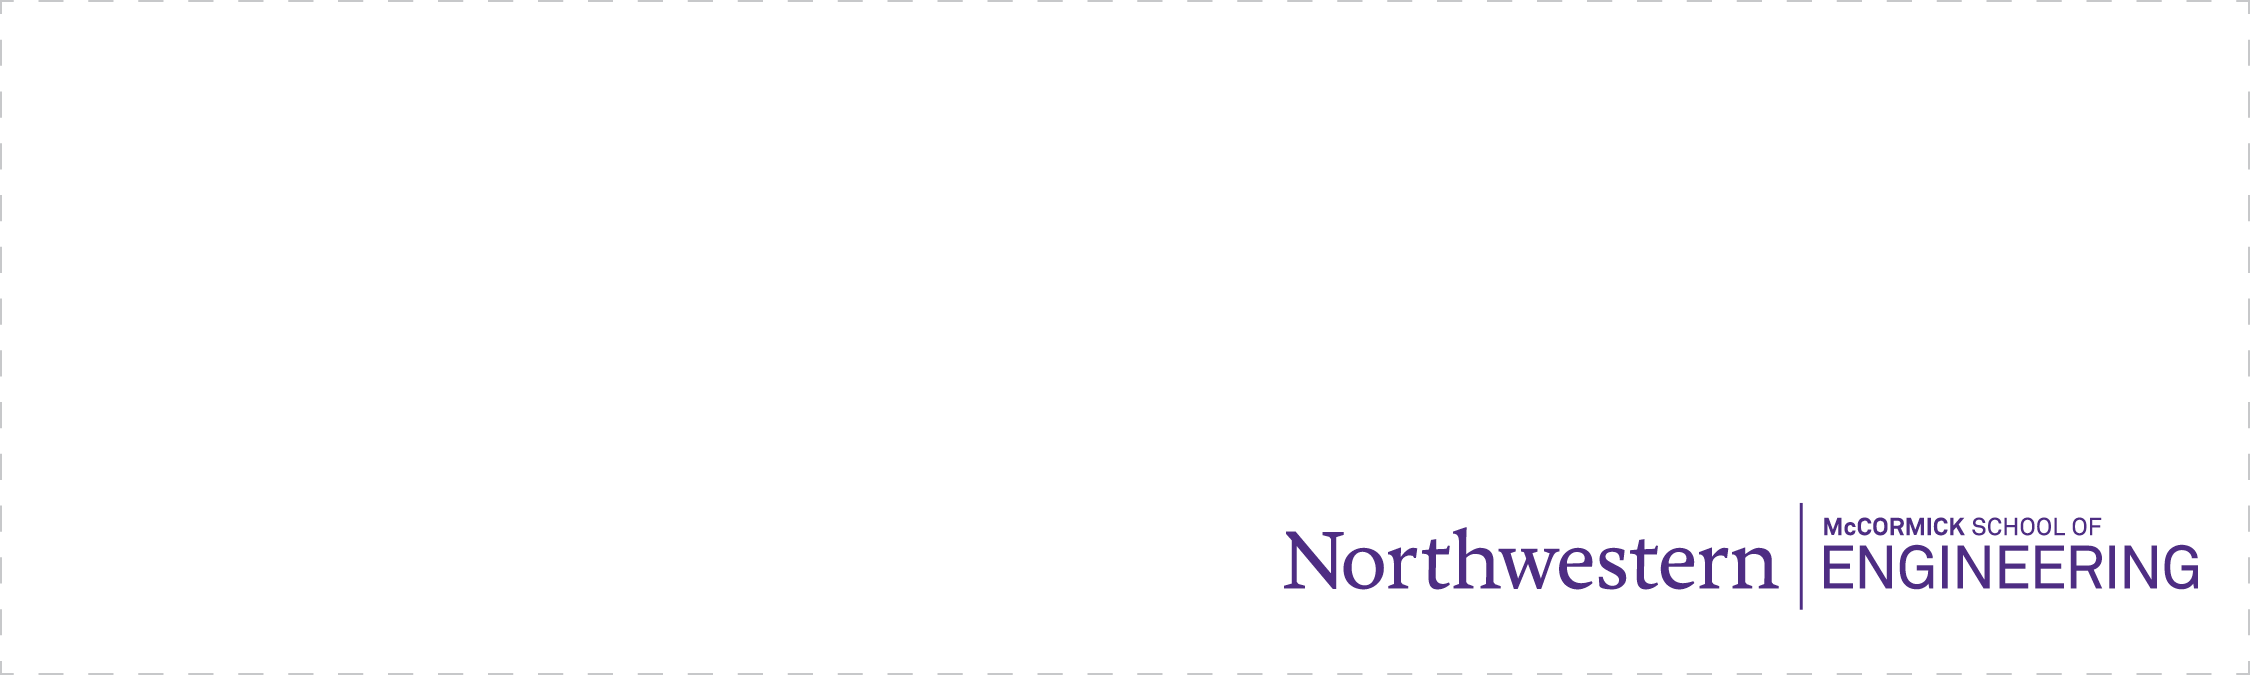 Northwestern
McCORMICK SCHOOL OF
ENGINEERING